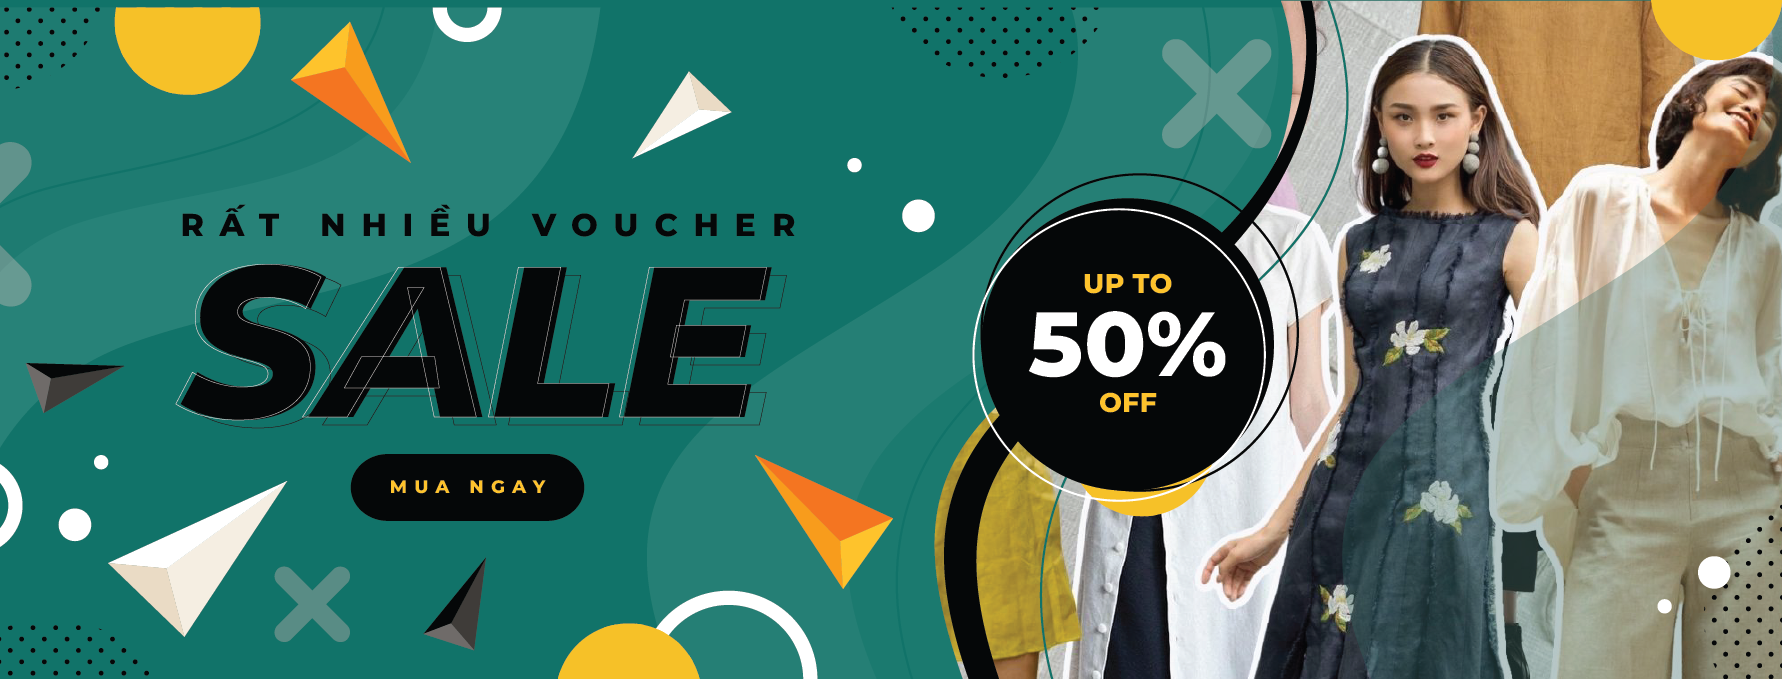 RẤT NHIỀU VOUCHER
SALE
MUA NGAY
UP TO
50%
OFF